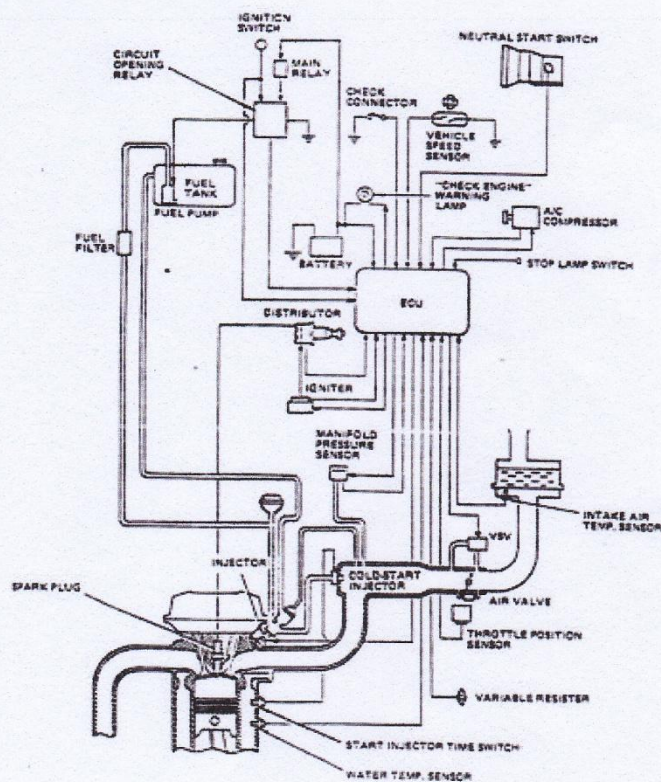 IGNITION
SWITCH
CIRCUIT
OPENING
RELAY
MAIN
RELAY
NEUTRAL START SWITCH
CHECK
CONNECTOR
VEHICLE
SPEED
SENSOR
FUEL
TANK
FUEL PUMP
"CHECK ENGINE"
WARNING
LAMP
A/C
COMPRESSOR
FUEL
FILTER
BATTERY
STOP LAMP SWITCH
ECU
DISTRIBUTOR
IGNITER
MANIFOLD
PRESSURE
SENSOR
INTAKE AIR
TEMP. SENSOR
VSV
INJECTOR
COLD-START
INJECTOR
SPARK PLUG
AIR VALVE
THROTTLE POSITION
SENSOR
VARIABLE RESISTER
START INJECTOR TIME SWITCH
WATER TEMP. SENSOR